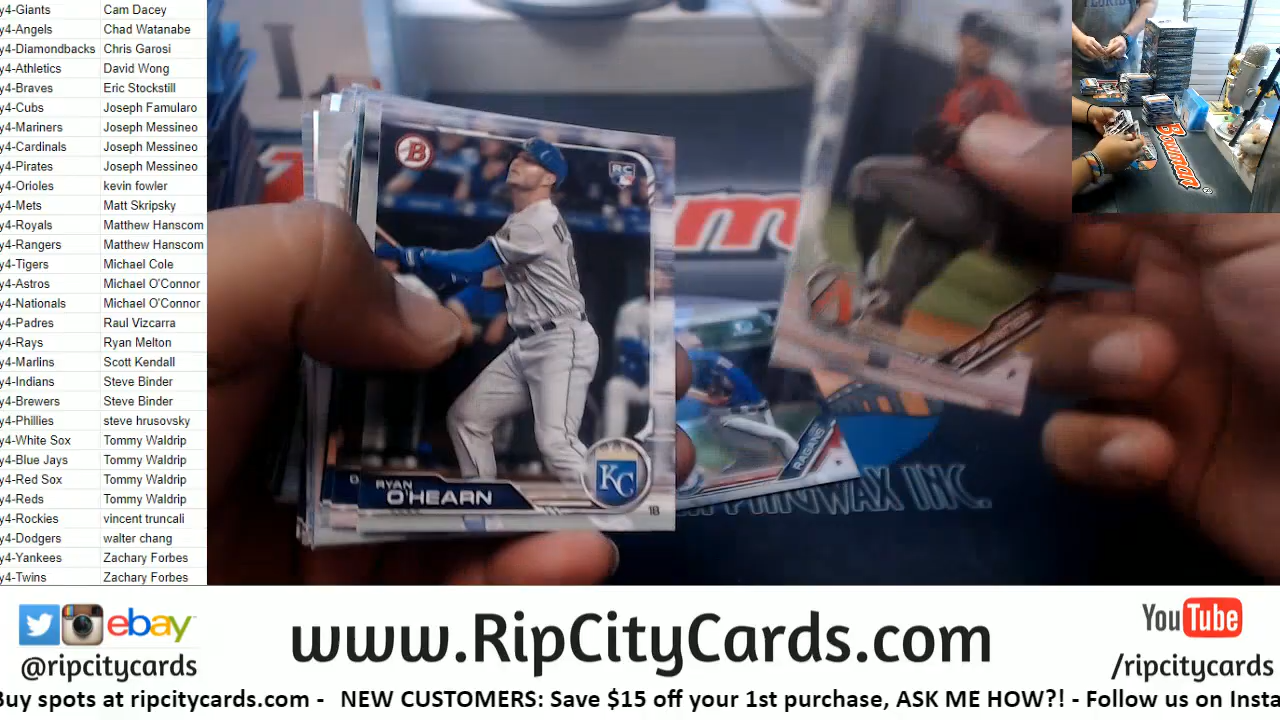 y4-Giants Cam Dacey
y4-Angels Chad Watanabe
y4-Diamondbacks Chris Garosi
y4-Athletics David Wong
y4-Braves Eric Stockstill
y4-Cubs Joseph Famularo
y4-Mariners Joseph Messineo
y4-Cardinals Joseph Messineo
y4-Pirates Joseph Messineo
y4-Orioles kevin fowler
y4-Mets Matt Skripsky
y4-Royals Matthew Hanscom
y4-Rangers Matthew Hanscom
y4-Tigers Michael Cole
y4-Astros Michael O'Connor
y4-Nationals Michael O'Connor
y4-Padres Raul Vizcarra
y4-Rays Ryan Melton
y4-Marlins Scott Kendall
y4-Indians Steve Binder
y4-Brewers Steve Binder
y4-Phillies steve hrusovsky
y4-White Sox Tommy Waldrip
y4-Blue Jays Tommy Waldrip
y4-Red Sox Tommy Waldrip
y4-Reds Tommy Waldrip
y4-Rockies vincent truncali
y4-Dodgers walter chang
y4-Yankees Zachary Forbes
y4-Twins Zachary Forbes
B
RC
RYAN
O'HEARN
KC
18
RAGANS
WAX INC.
Bowman
ebay
@ripcitycards
www.RipCityCards.com
YouTube
/ripcitycards
Buy spots at ripcitycards.com - NEW CUSTOMERS: Save $15 off your 1st purchase, ASK ME HOW?! - Follow us on Insta